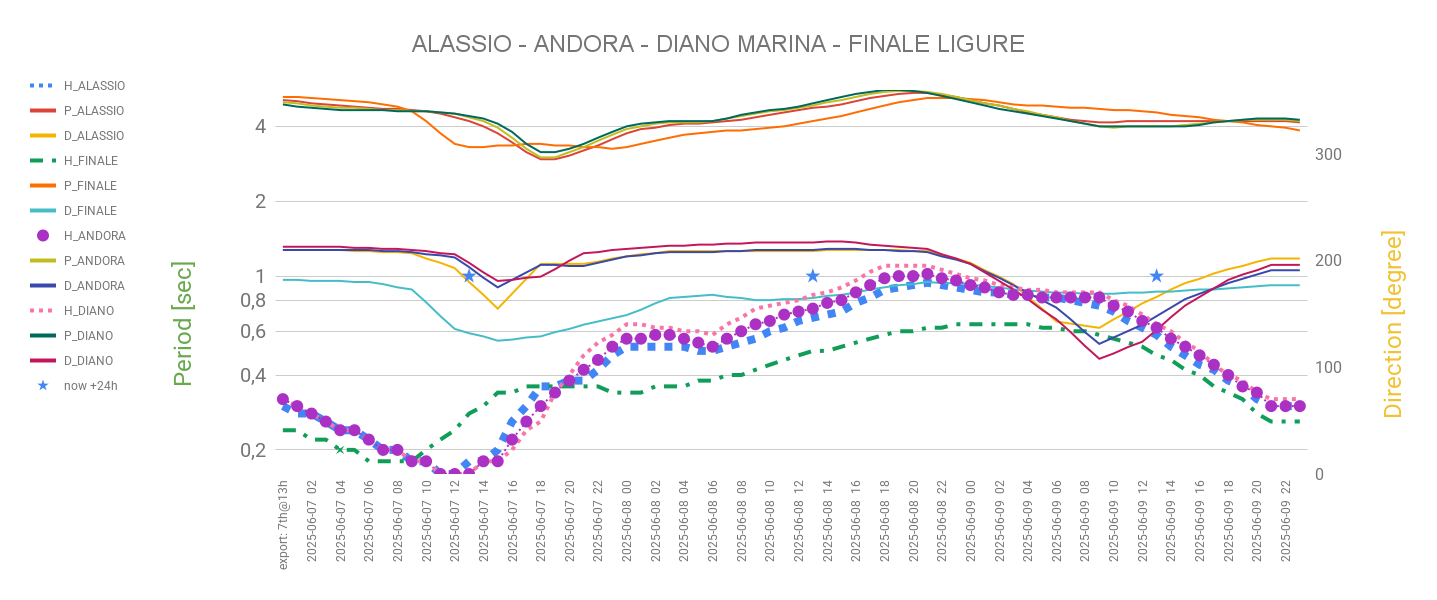 ALASSIO - ANDORA - DIANO MARINA - FINALE LIGURE
H_ALASSIO
P_ALASSIO
D_ALASSIO
H_FINALE
P_FINALE
D_FINALE
H_ANDORA
P_ANDORA
D_ANDORA
H_DIANO
P_DIANO
D_DIANO
now +24h
Period [sec]
4
2
1
0,8
0,6
0,4
0,2
300
200
100
0
Direction [degree]
export: 7th@13h
2025-06-07 02
2025-06-07 04
2025-06-07 06
2025-06-07 08
2025-06-07 10
2025-06-07 12
2025-06-07 14
2025-06-07 16
2025-06-07 18
2025-06-07 20
2025-06-07 22
2025-06-08 00
2025-06-08 02
2025-06-08 04
2025-06-08 06
2025-06-08 08
2025-06-08 10
2025-06-08 12
2025-06-08 14
2025-06-08 16
2025-06-08 18
2025-06-08 20
2025-06-08 22
2025-06-09 00
2025-06-09 02
2025-06-09 04
2025-06-09 06
2025-06-09 08
2025-06-09 10
2025-06-09 12
2025-06-09 14
2025-06-09 16
2025-06-09 18
2025-06-09 20
2025-06-09 22